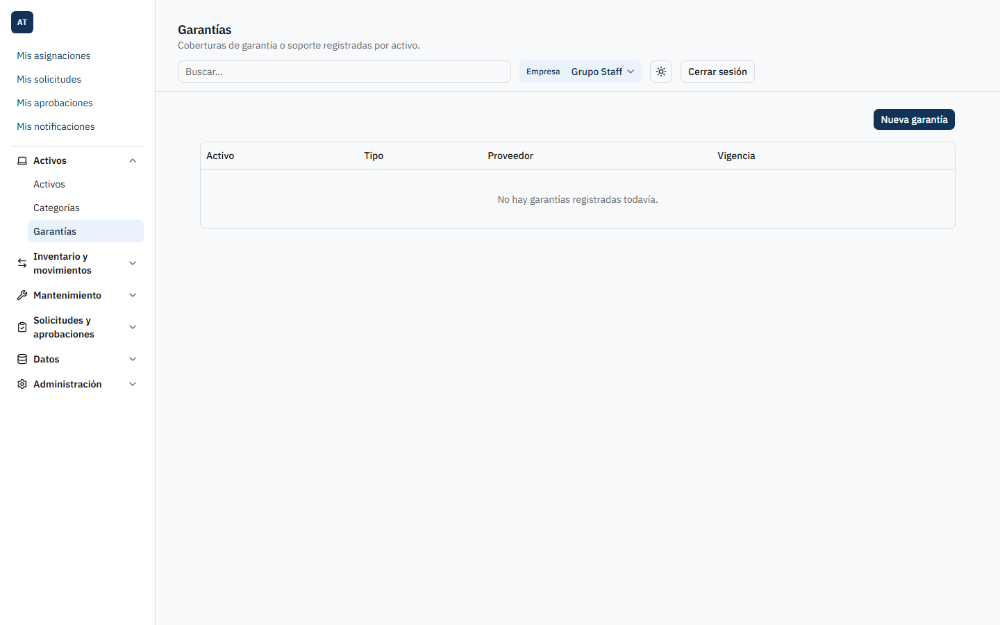 AT
Mis asignaciones
Mis solicitudes
Mis aprobaciones
Mis notificaciones
Activos
Activos
Categorías
Garantías
Inventario y
movimientos
Mantenimiento
Solicitudes y
aprobaciones
Datos
Administración
Garantías
Coberturas de garantía o soporte registradas por activo.
Buscar...
Empresa Grupo Staff
Cerrar sesión
Nueva garantía
Activo Tipo Proveedor Vigencia
No hay garantías registradas todavía.